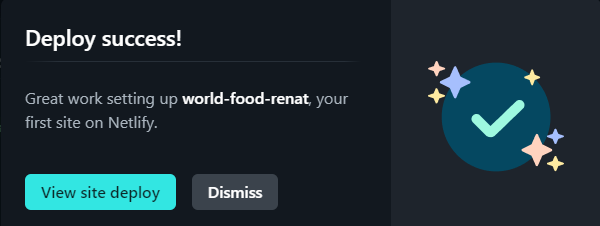 Deploy success!
Great work setting up world-food-renat, your
first site on Netlify.
View site deploy
Dismiss